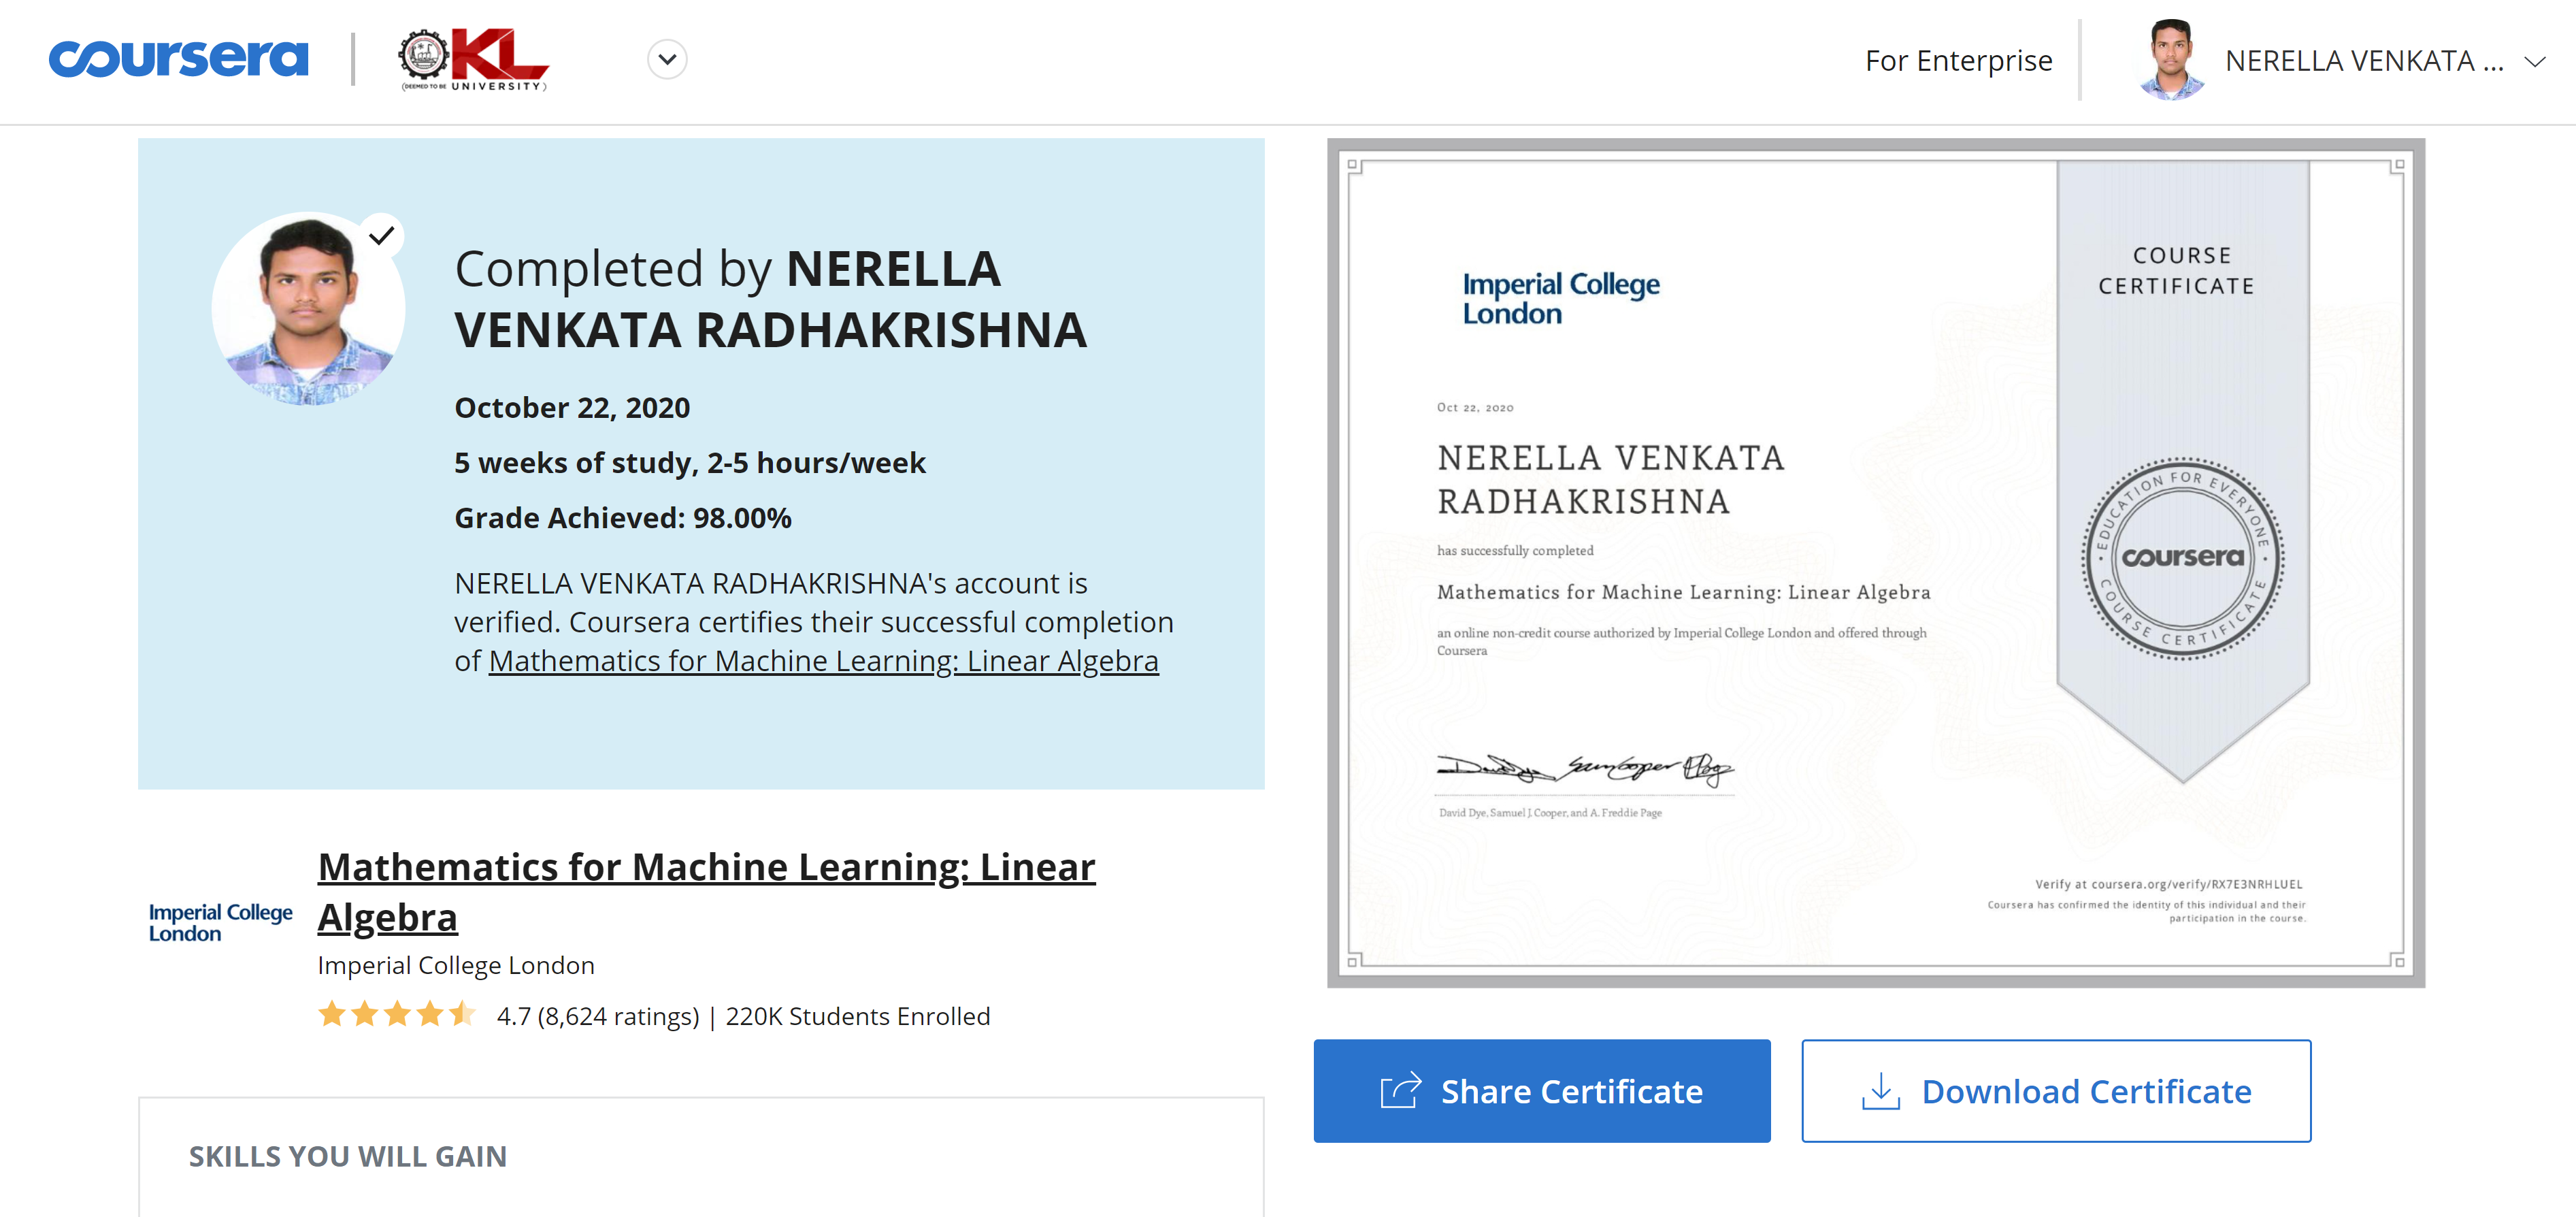 coursera
KL
(DEEMED TO BE UNIVERSITY)
For Enterprise
NERELLA VENKATA ...
Completed by NERELLA
VENKATA RADHAKRISHNA
October 22, 2020
5 weeks of study, 2-5 hours/week
Grade Achieved: 98.00%
NERELLA VENKATA RADHAKRISHNA's account is
verified. Coursera certifies their successful completion
of Mathematics for Machine Learning: Linear Algebra
Imperial College
London
Mathematics for Machine Learning: Linear
Algebra
Imperial College London
4.7 (8,624 ratings) | 220K Students Enrolled
SKILLS YOU WILL GAIN
Imperial College
London
Oct 22, 2020
NERELLA VENKATA
RADHAKRISHNA
has successfully completed
Mathematics for Machine Learning: Linear Algebra
an online non-credit course authorized by Imperial College London and offered through
Coursera
David Dye, Samuel J. Cooper, and A. Freddie Page
COURSE
CERTIFICATE
EDUCATION FOR EVERYONE
coursera
COURSE CERTIFICATE
Verify at coursera.org/verify/RX7E3NRHLUEL
Coursera has confirmed the identity of this individual and their
participation in the course.
Share Certificate
Download Certificate